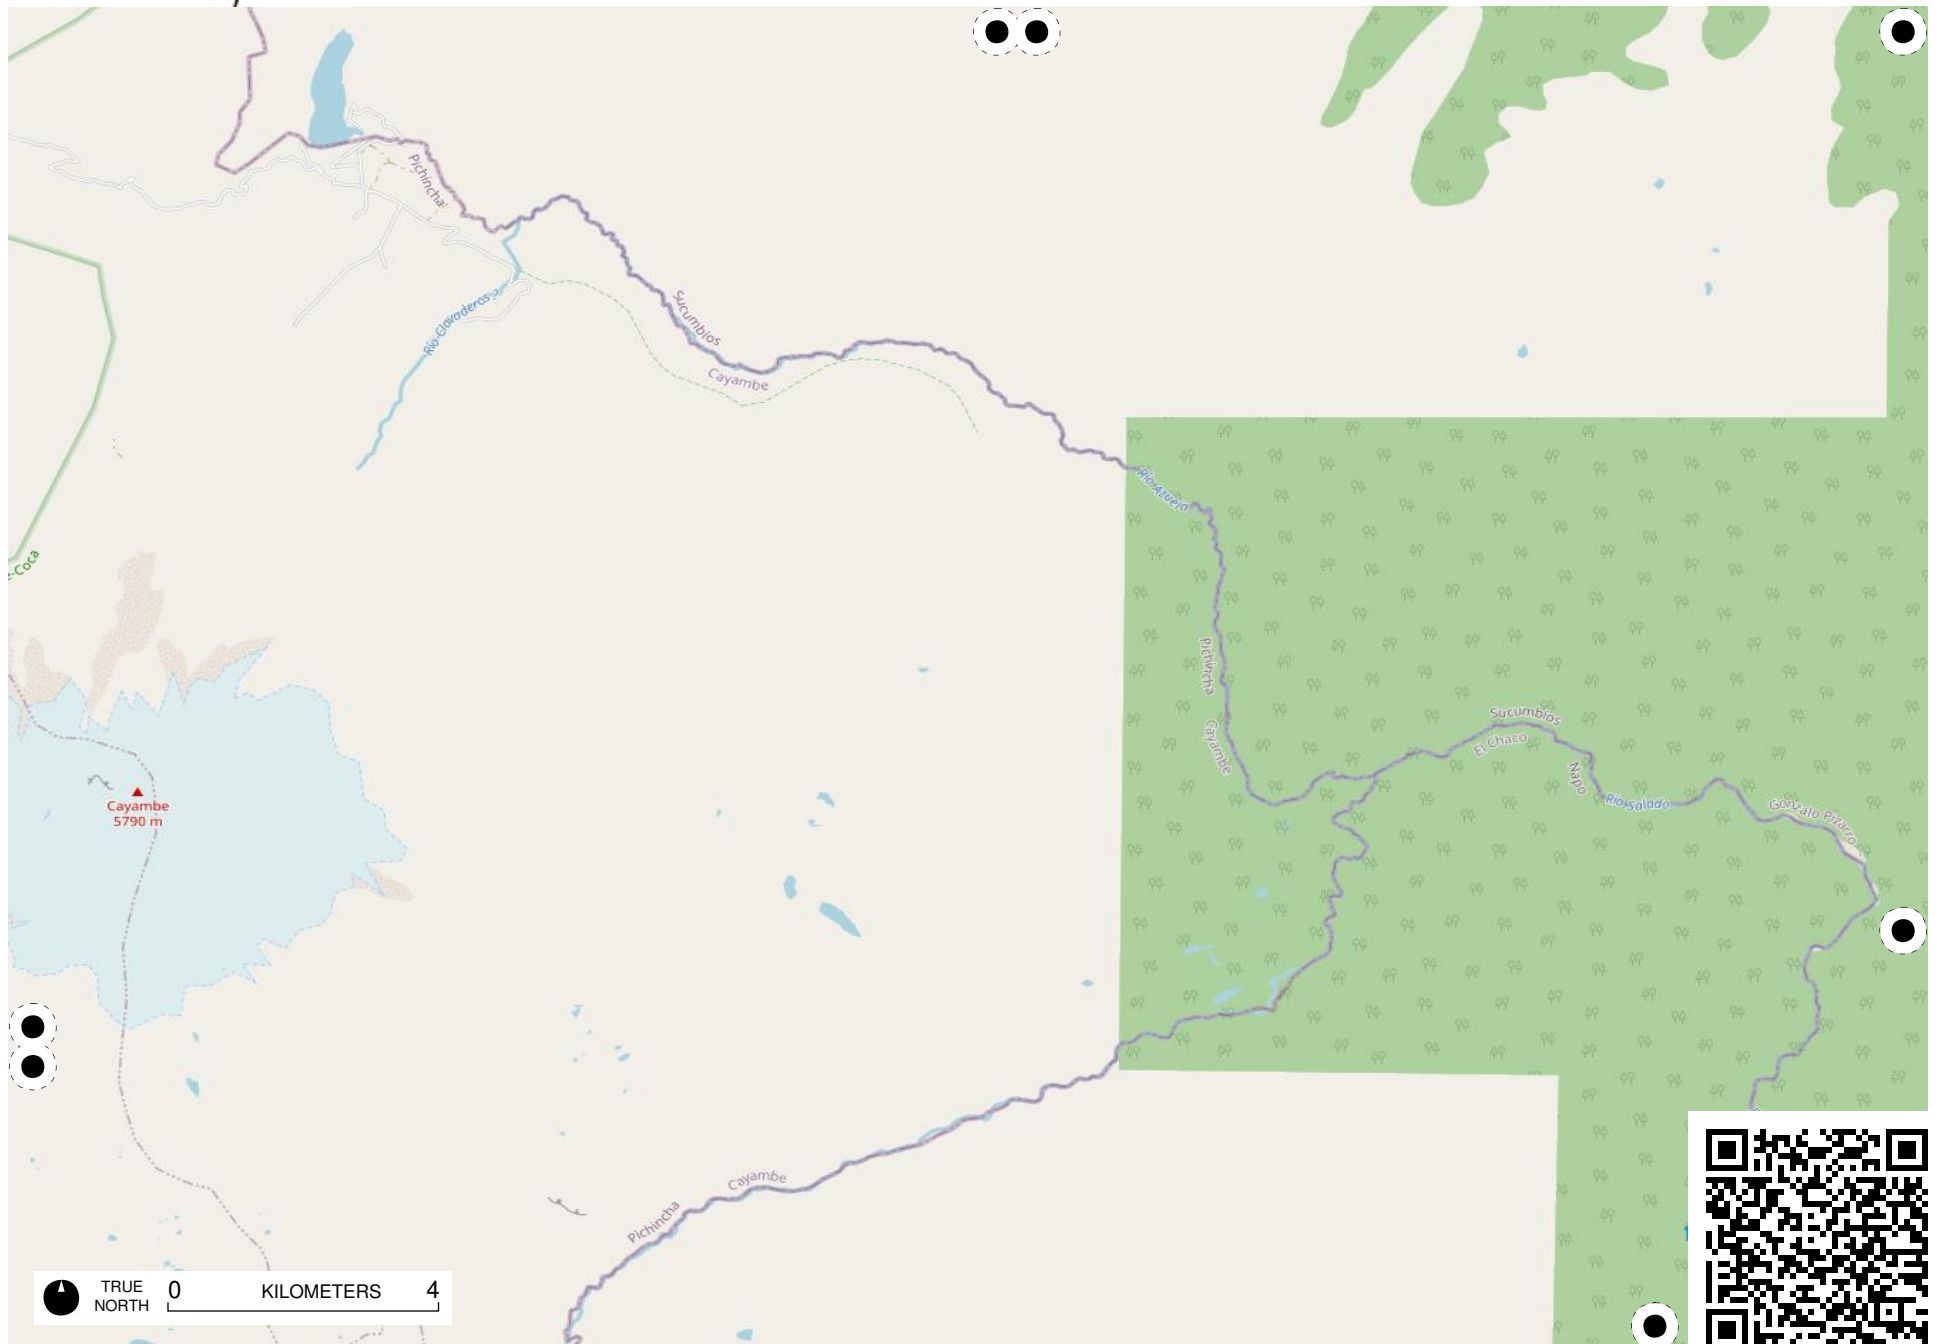 Pichincha
Río Clavaderos
Sucumbíos
Cayambe
Río Azuela
e-Coca
Pichincha
Cayambe
Sucumbíos
El Chaco
Napo
Río Salado
Gonzalo Pizarro
Cayambe
5790 m
Cayambe
Pichincha
TRUE
NORTH
0 KILOMETERS 4